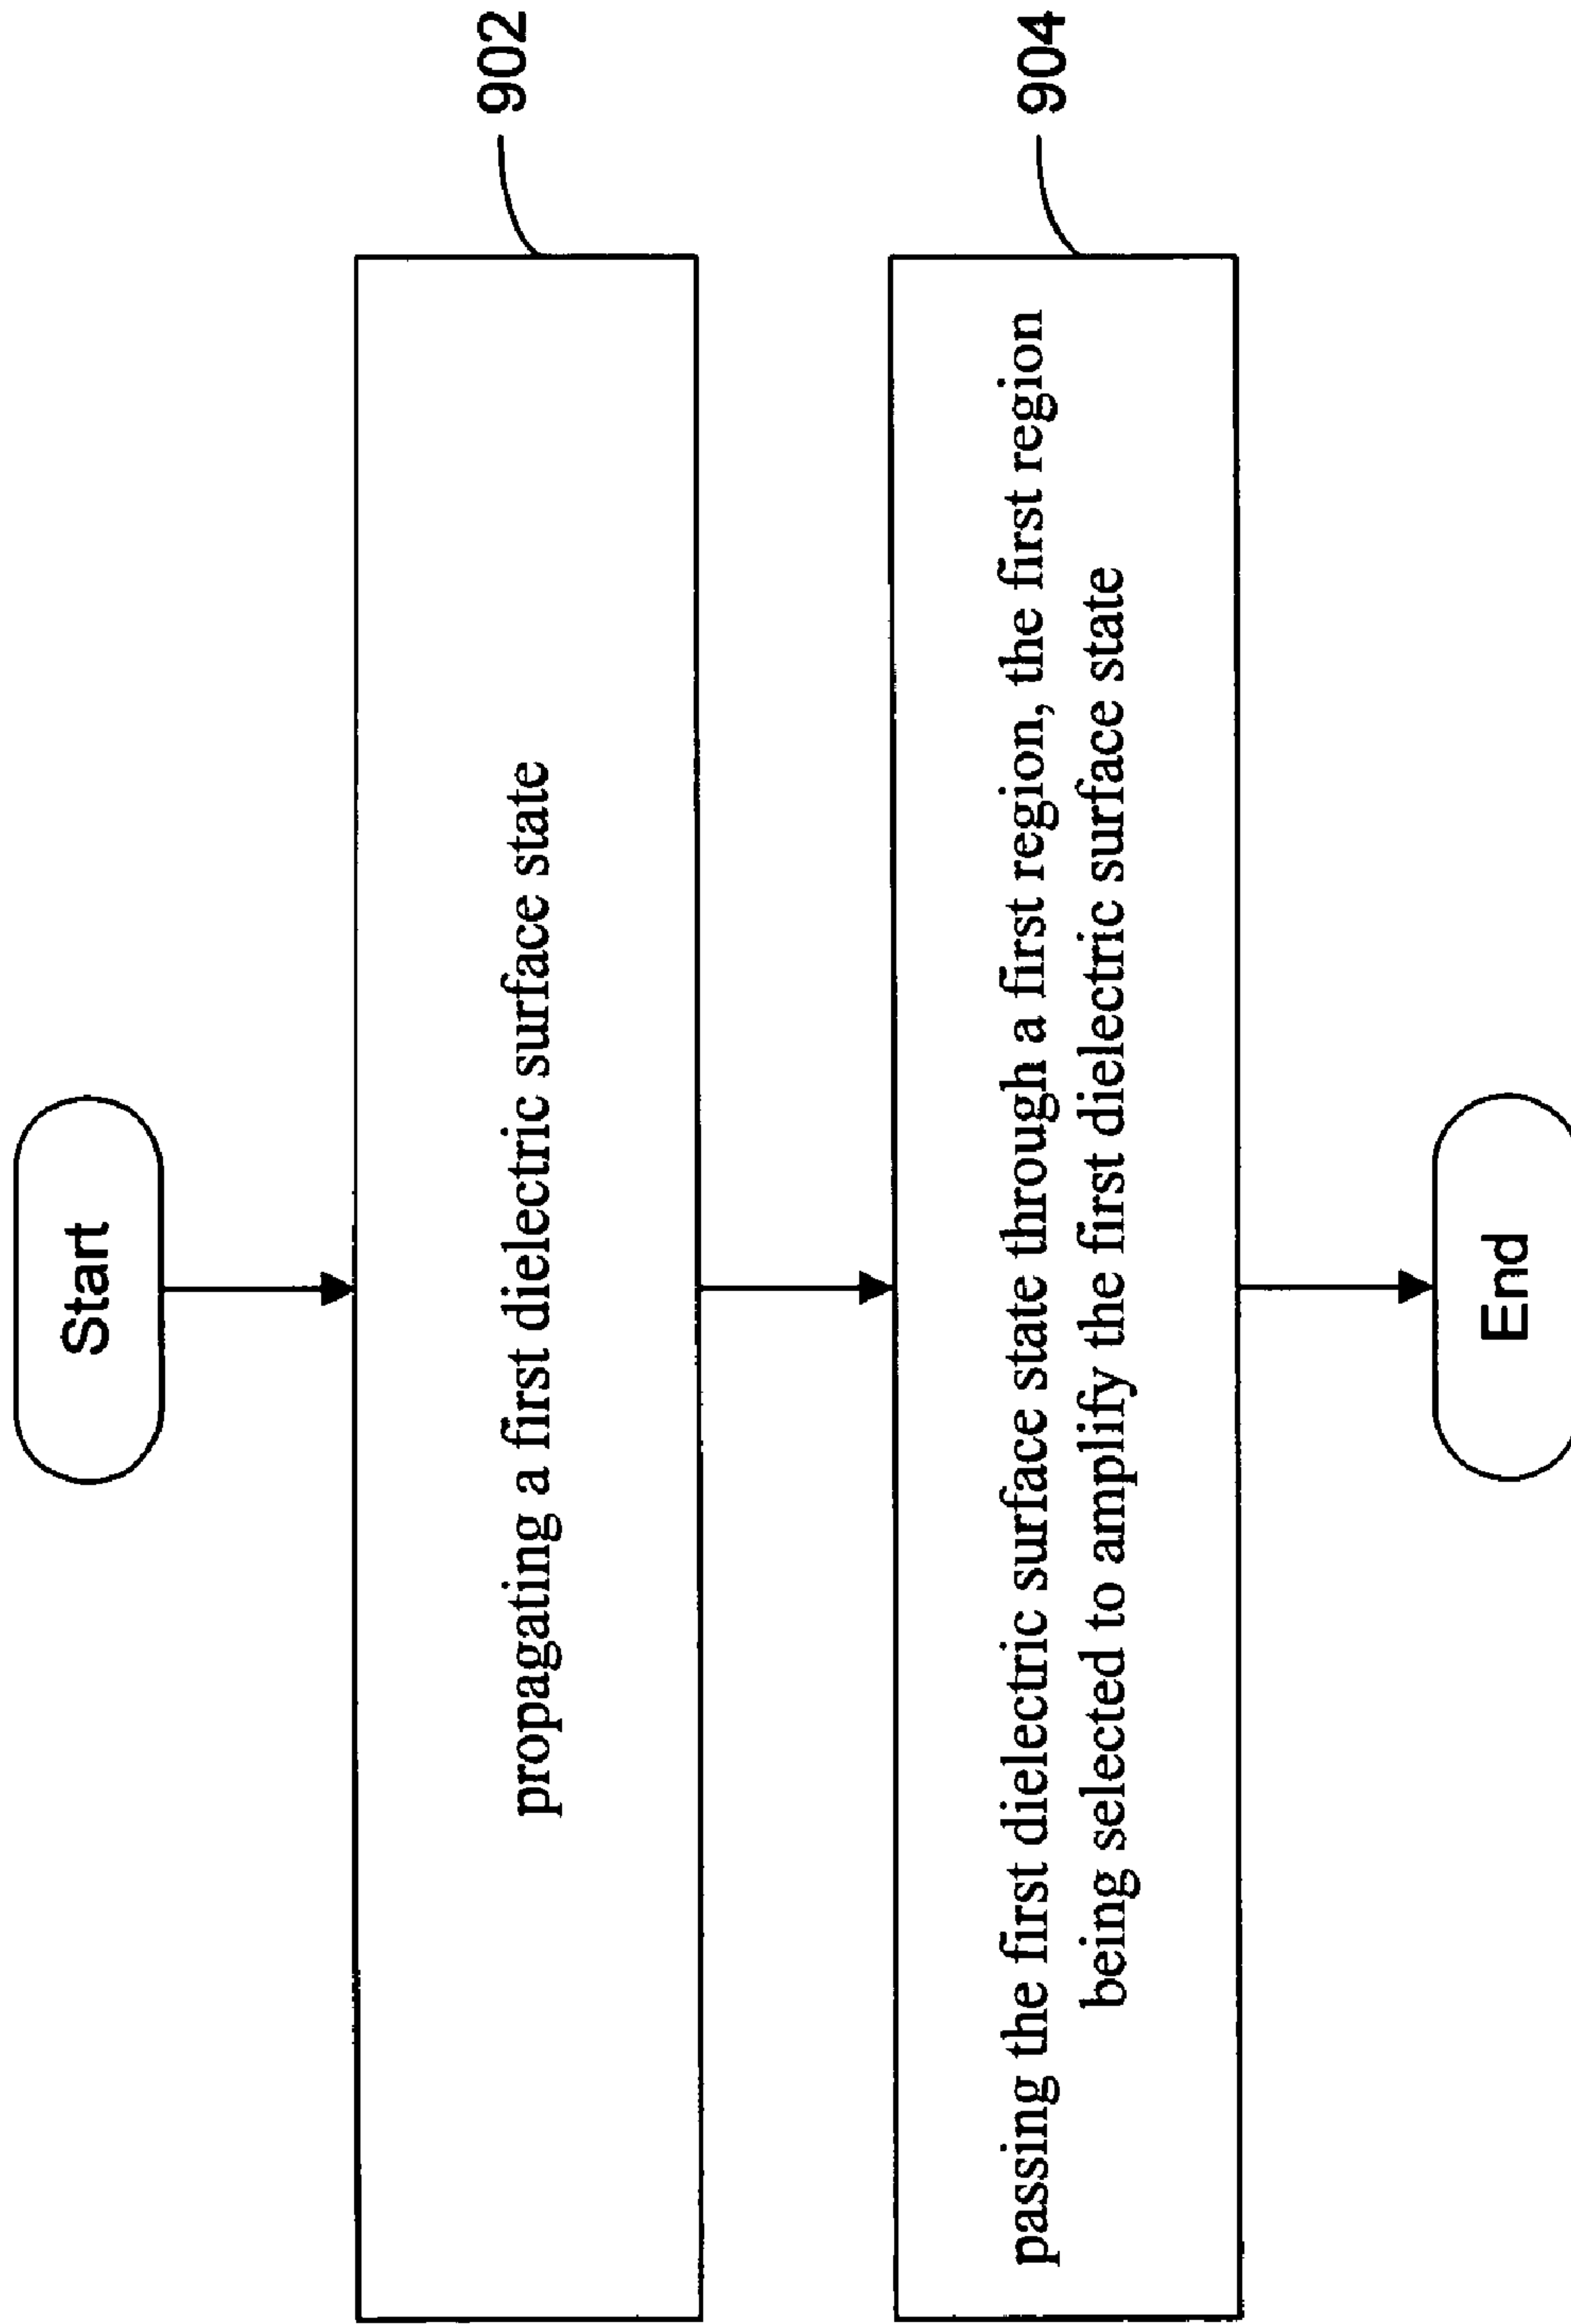 Start
propagating a first dielectric surface state
902
passing the first dielectric surface state through a first region, the first region
being selected to amplify the first dielectric surface state
904
End